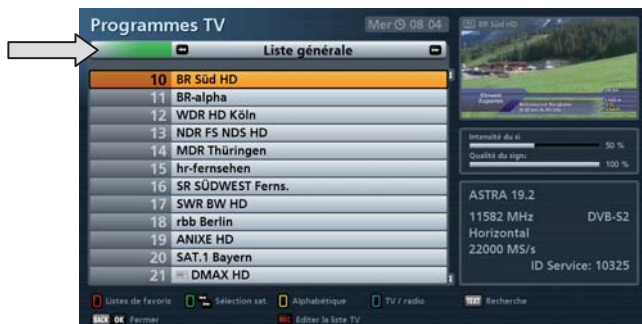 Programmes TV
Mer 08 04
Liste générale
10 BR Süd HD
11 BR-alpha
12 WDR HD Köln
13 NDR FS NDS HD
14 MDR Thüringen
15 hr-fernsehen
16 SR SÜDWEST Ferns.
17 SWR BW HD
18 rbb Berlin
19 ANIXE HD
20 SAT.1 Bayern
21 DMAX HD
BR Süd HD
Intensité du si
50 %
Qualité du signa
100 %
ASTRA 19.2
11582 MHz DVB-S2
Horizontal
22000 MS/s
ID Service: 10325
Listes de favoris
Sélection sat.
Alphabétique
TV / radio
TEXT Recherche
BACK OK Fermer
REC Editer la liste TV